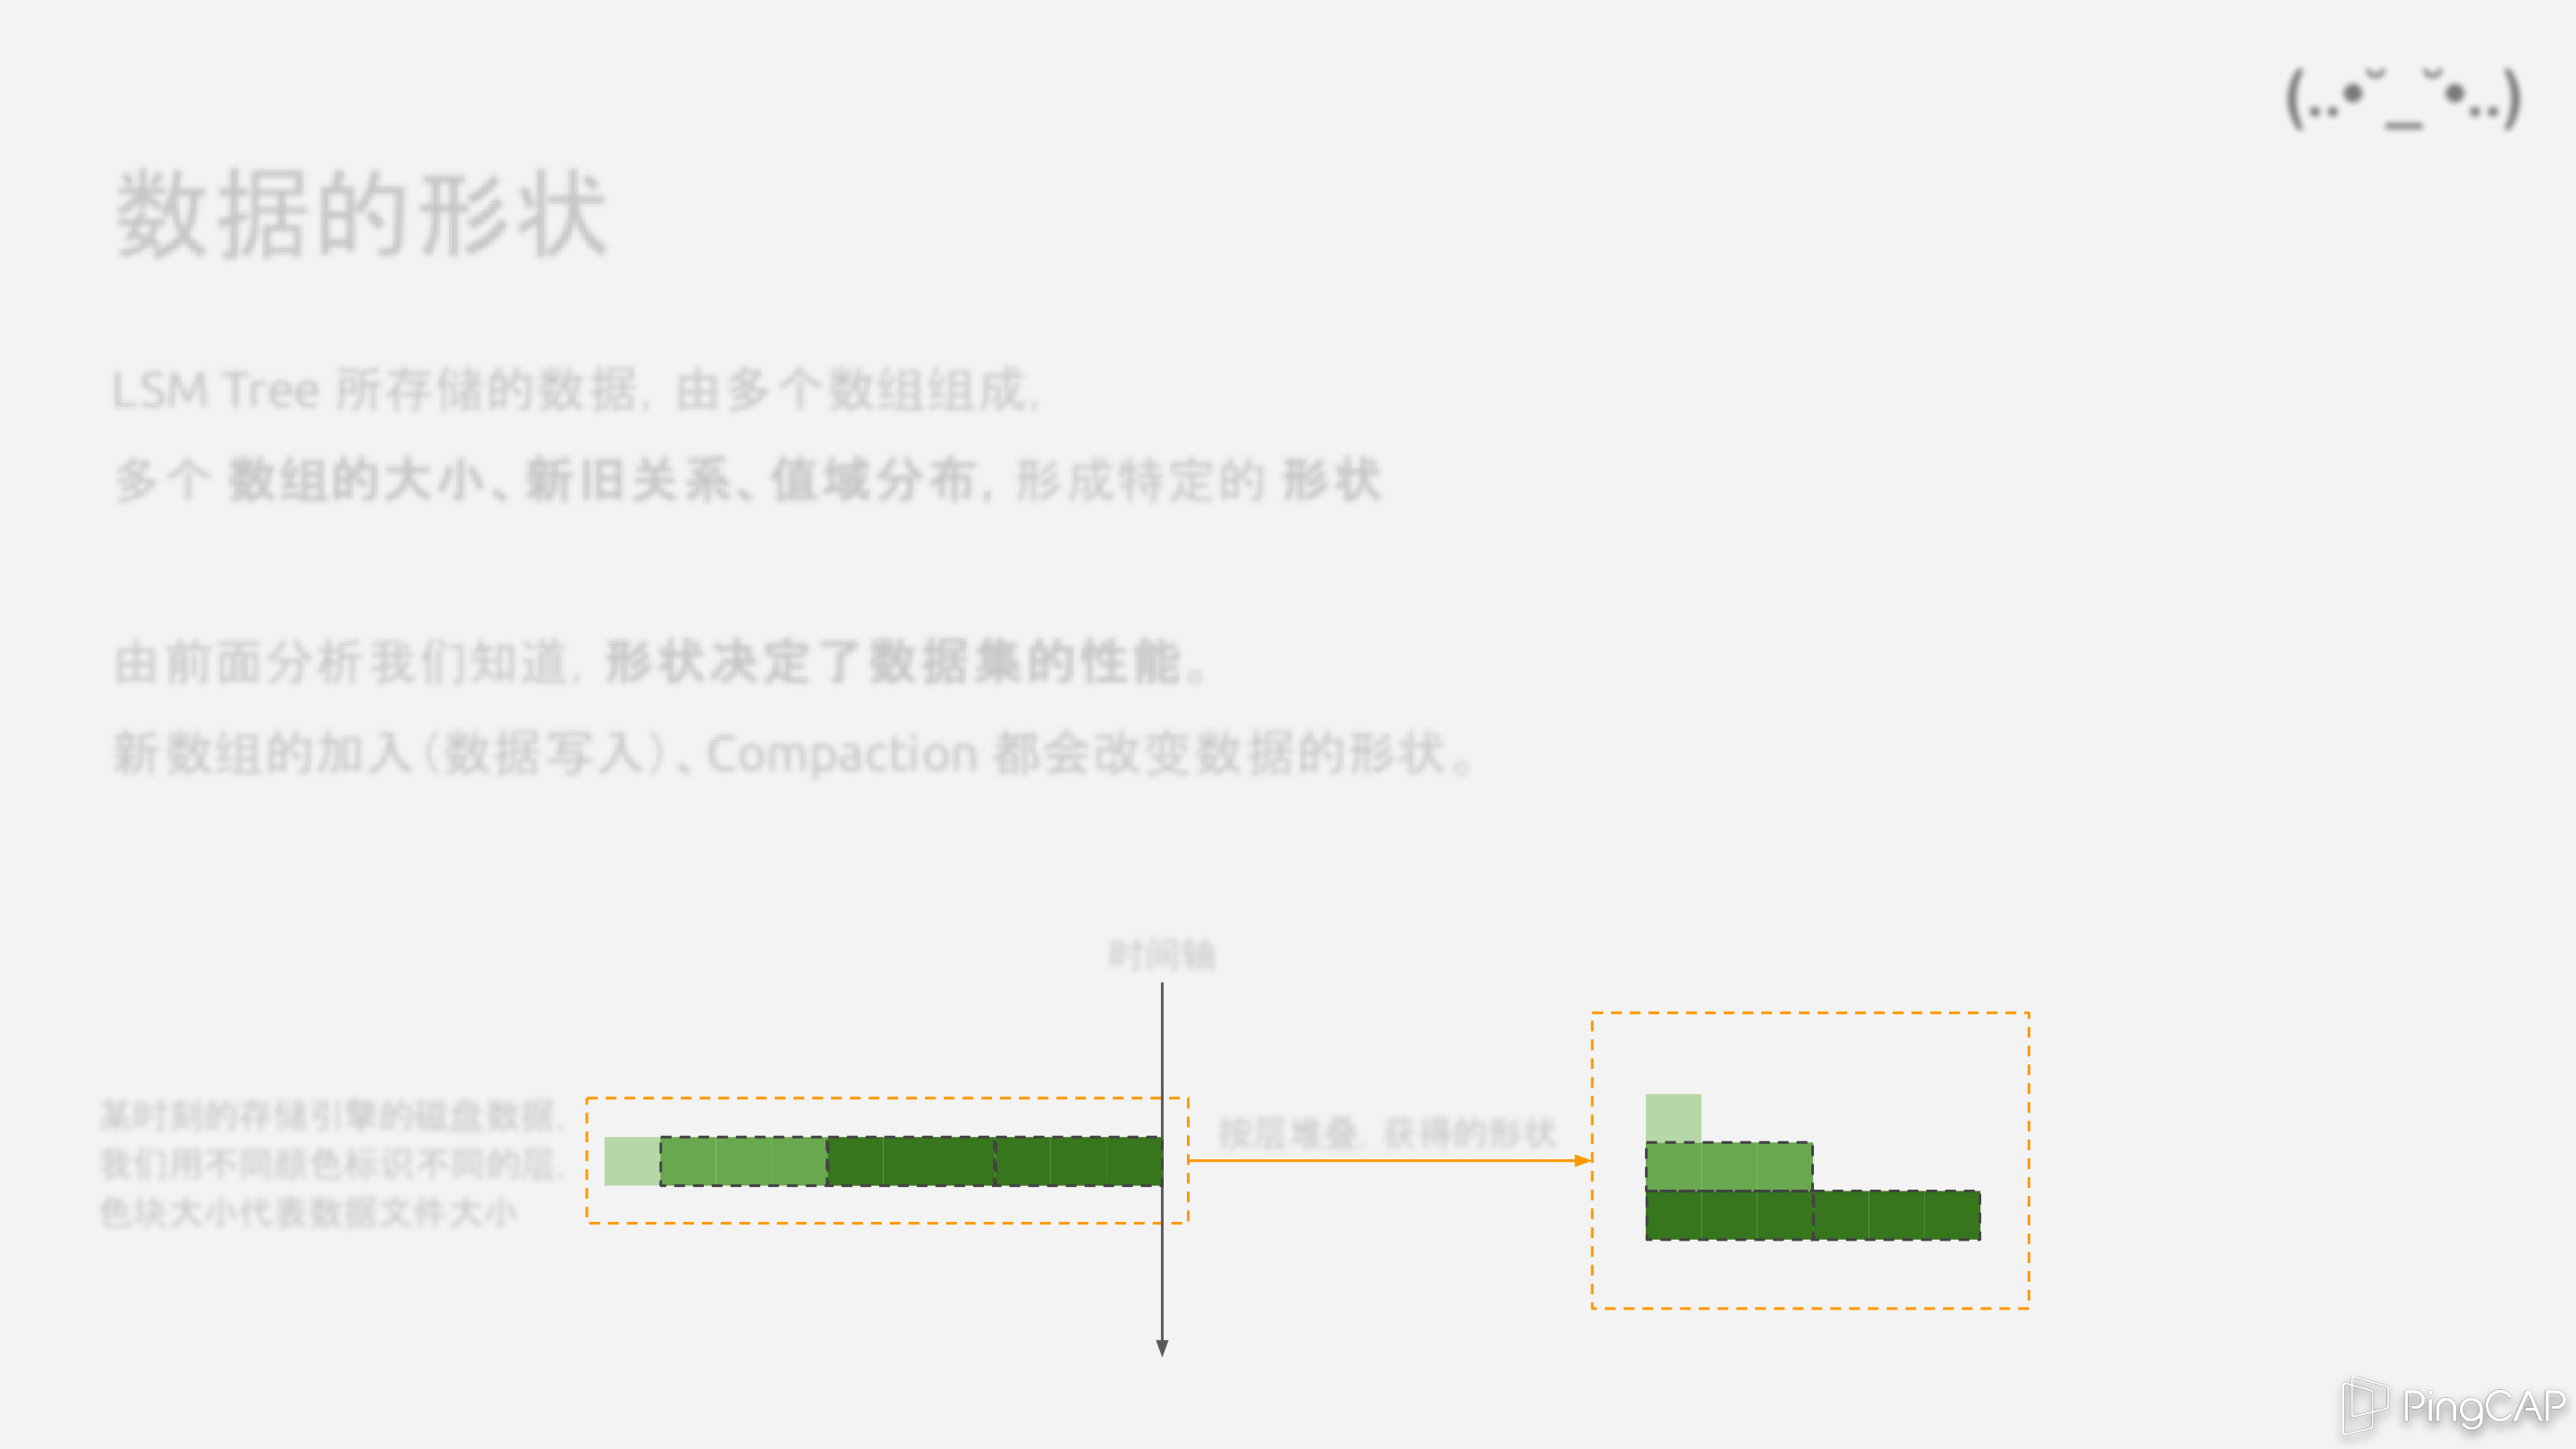 (..•˘_˘•..)
数据的形状
LSM Tree 所存储的数据，由多个数组组成，
多个 数组的大小、新旧关系、值域分布，形成特定的 形状
由前面分析我们知道，形状决定了数据集的性能。
新数组的加入（数据写入）、Compaction 都会改变数据的形状。
时间轴
某时刻的存储引擎的磁盘数据，
我们用不同颜色标识不同的层，
色块大小代表数据文件大小
按层堆叠，获得的形状
PingCAP